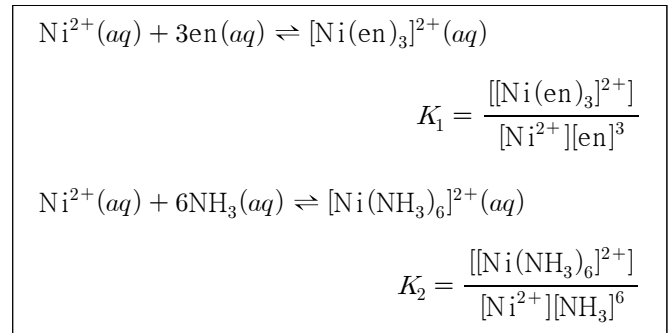 Ni²⁺(aq) + 3en(aq) ⇌ [Ni(en)₃]²⁺(aq)
K₁ = [[Ni(en)₃]²⁺] / [Ni²⁺][en]³
Ni²⁺(aq) + 6NH₃(aq) ⇌ [Ni(NH₃)₆]²⁺(aq)
K₂ = [[Ni(NH₃)₆]²⁺] / [Ni²⁺][NH₃]⁶